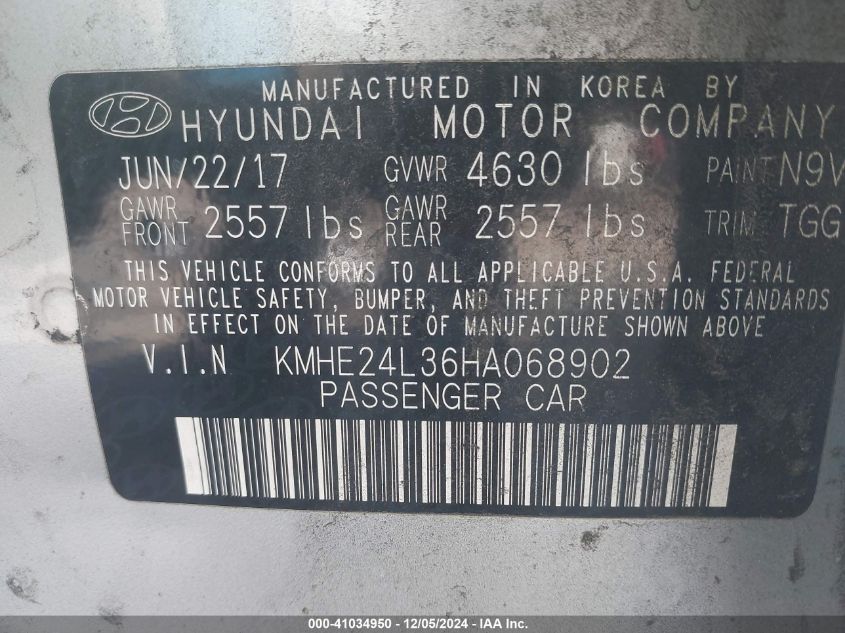 MANUFACTURED IN KOREA BY
HYUNDAI MOTOR COMPANY
JUN/22/17 GVWR 4630 lbs PAINT N9V
GAWR FRONT 2557 lbs GAWR REAR 2557 lbs TRIM TGG
THIS VEHICLE CONFORMS TO ALL APPLICABLE U.S.A. FEDERAL
MOTOR VEHICLE SAFETY, BUMPER, AND THEFT PREVENTION STANDARDS
IN EFFECT ON THE DATE OF MANUFACTURE SHOWN ABOVE
V.I.N KMHE24L36HA068902
PASSENGER CAR
000-41034950 - 12/05/2024 - IAA Inc.